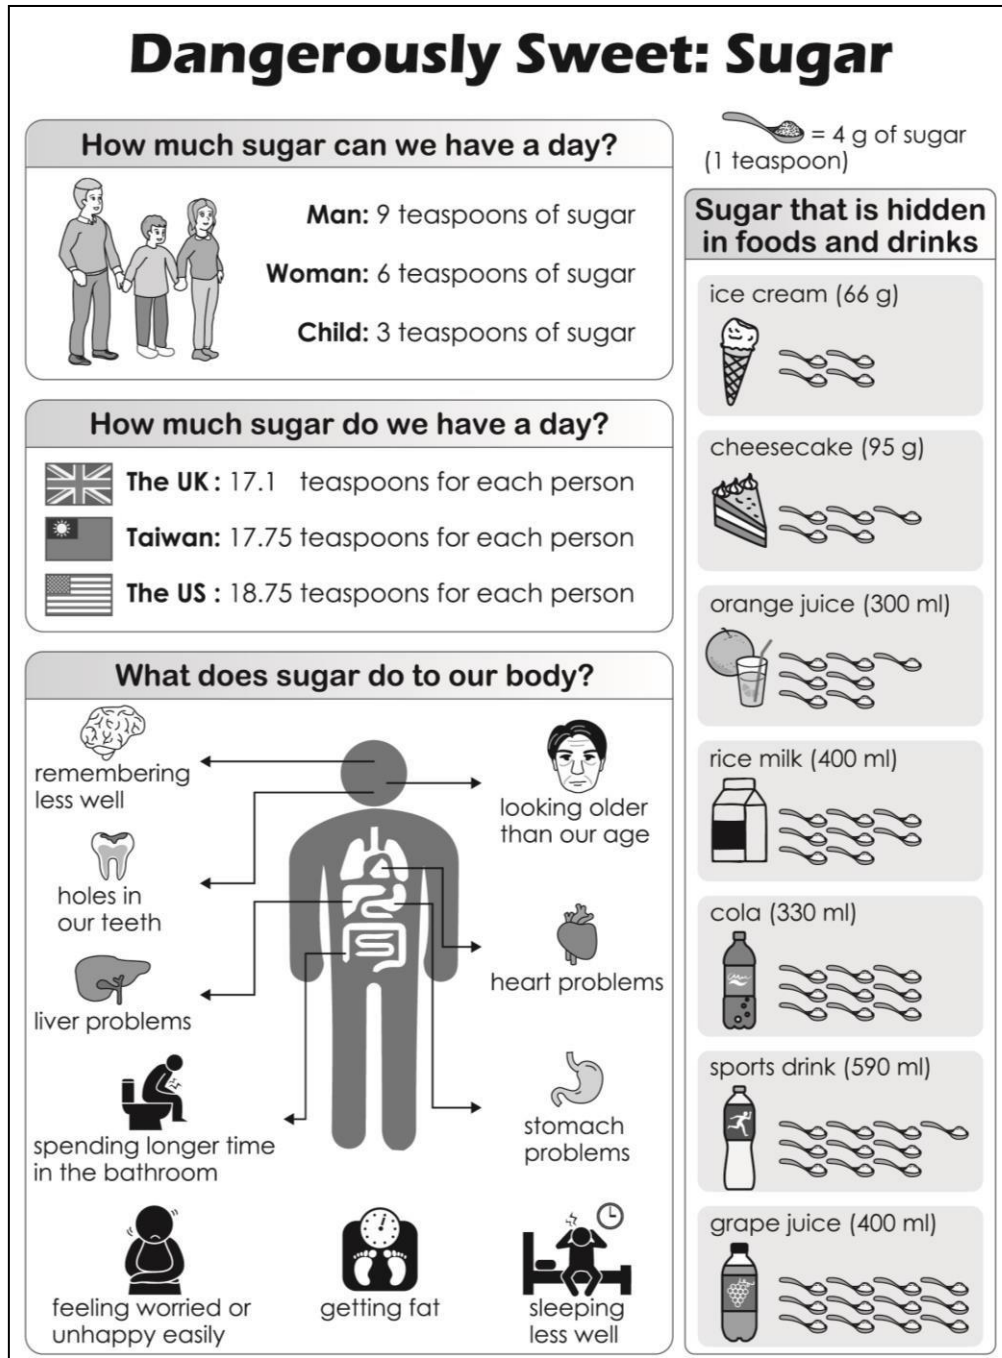 Dangerously Sweet: Sugar
How much sugar can we have a day?
Man: 9 teaspoons of sugar
Woman: 6 teaspoons of sugar
Child: 3 teaspoons of sugar
How much sugar do we have a day?
The UK : 17.1 teaspoons for each person
Taiwan: 17.75 teaspoons for each person
The US : 18.75 teaspoons for each person
What does sugar do to our body?
remembering
less well
looking older
than our age
holes in
our teeth
heart problems
liver problems
spending longer time
in the bathroom
stomach
problems
feeling worried or
unhappy easily
getting fat
sleeping
less well
= 4 g of sugar
(1 teaspoon)
Sugar that is hidden
in foods and drinks
ice cream (66 g)
cheesecake (95 g)
orange juice (300 ml)
rice milk (400 ml)
cola (330 ml)
sports drink (590 ml)
grape juice (400 ml)